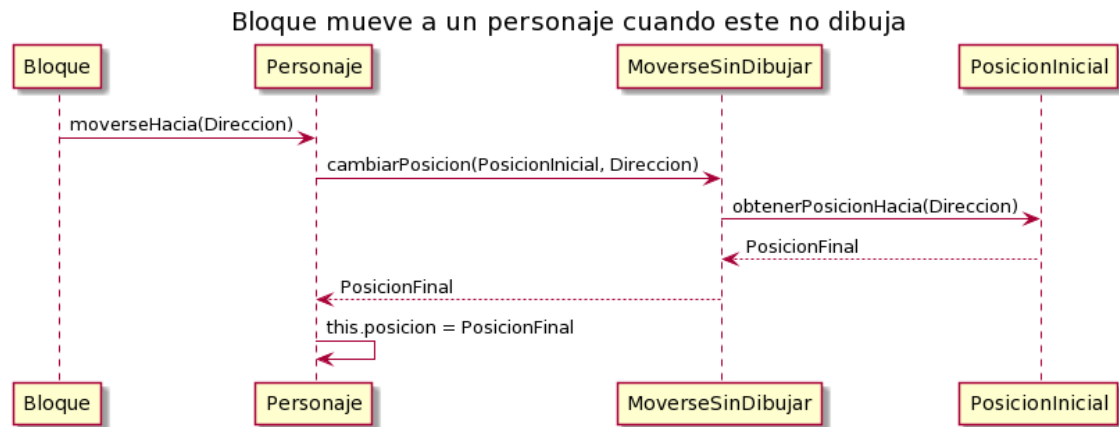 Bloque mueve a un personaje cuando este no dibuja
Bloque Personaje MoverseSinDibujar PosicionInicial
moverseHacia(Direccion)
cambiarPosicion(PosicionInicial, Direccion)
obtenerPosicionHacia(Direccion)
PosicionFinal
PosicionFinal
this.posicion = PosicionFinal
Bloque Personaje MoverseSinDibujar PosicionInicial